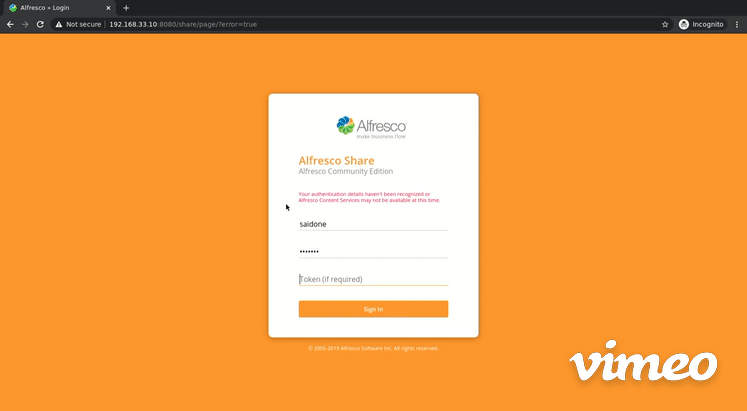 Alfresco » Login
Not secure
192.168.33.10:8080/share/page/?error=true
Incognito
Alfresco
make business flow
Alfresco Share
Alfresco Community Edition
Your authentication details haven't been recognized or
Alfresco Content Services may not be available at this time.
saidone
•••••••
Token (if required)
Sign In
© 2005-2019 Alfresco Software Inc. All rights reserved.
vimeo